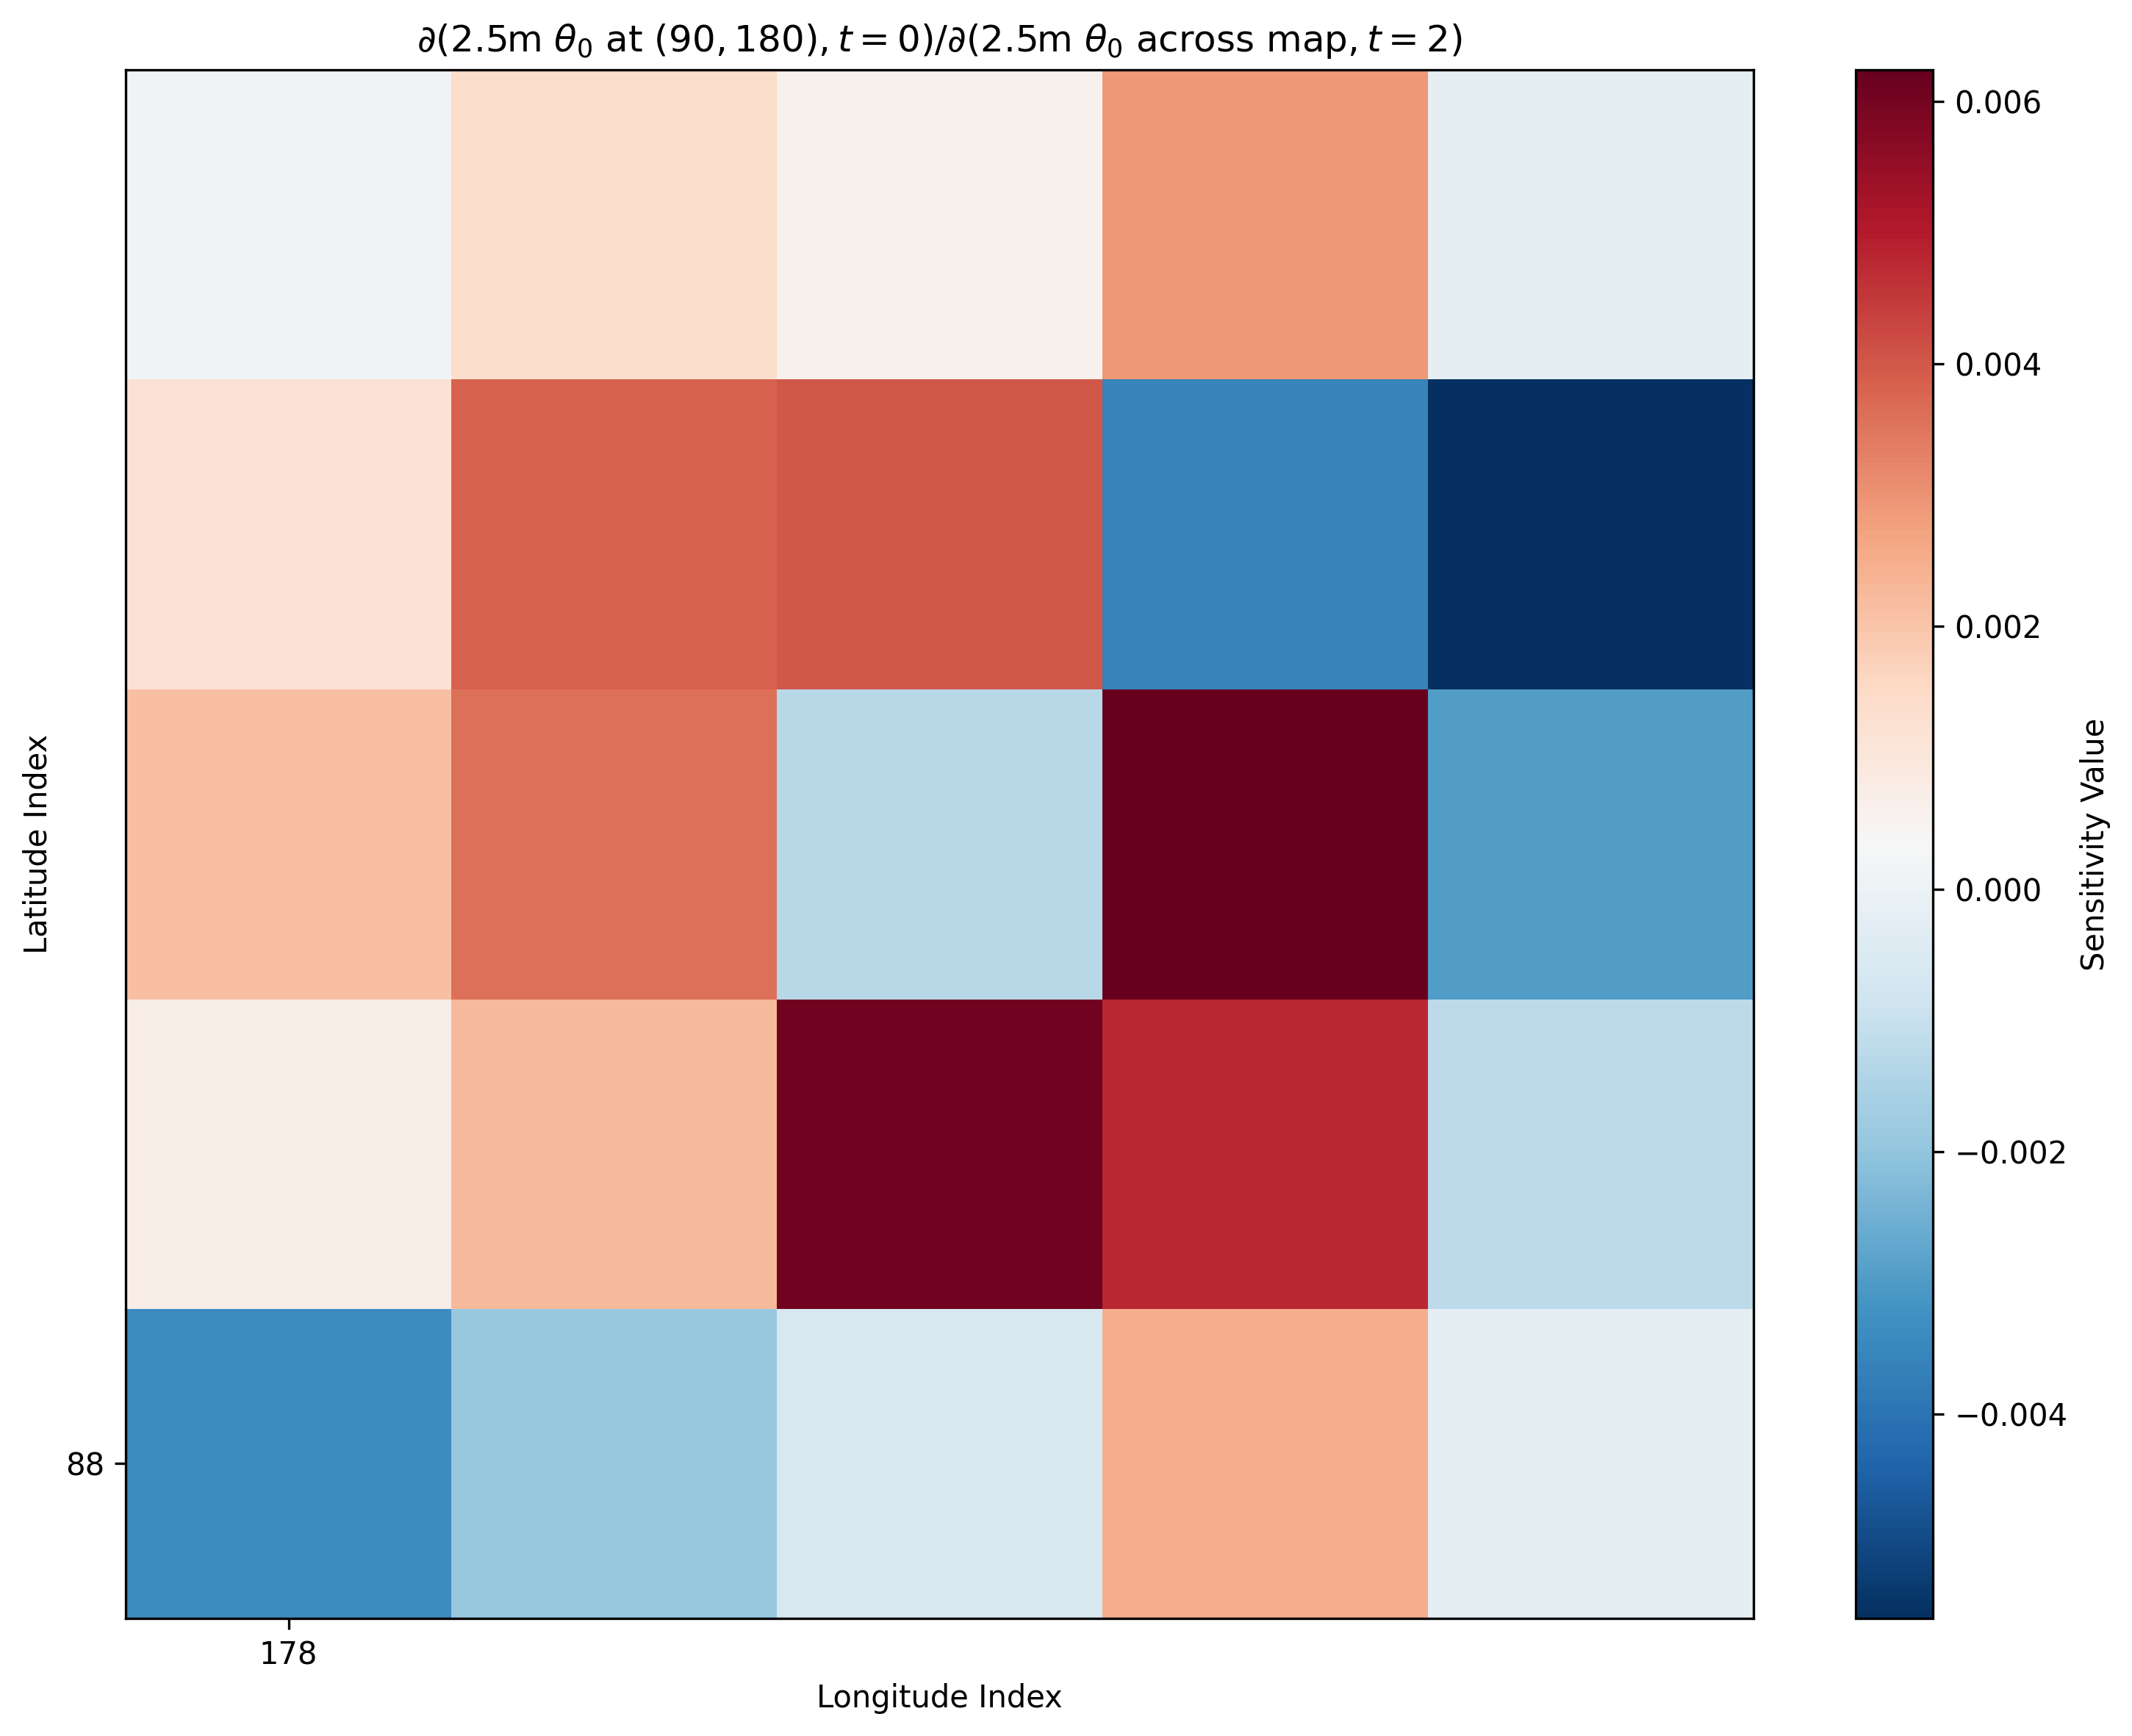 ∂(2.5m θ₀ at (90, 180), t = 0)/∂(2.5m θ₀ across map, t = 2)
0.006
0.004
0.002
0.000
−0.002
−0.004
Sensitivity Value
Latitude Index
88
178
Longitude Index